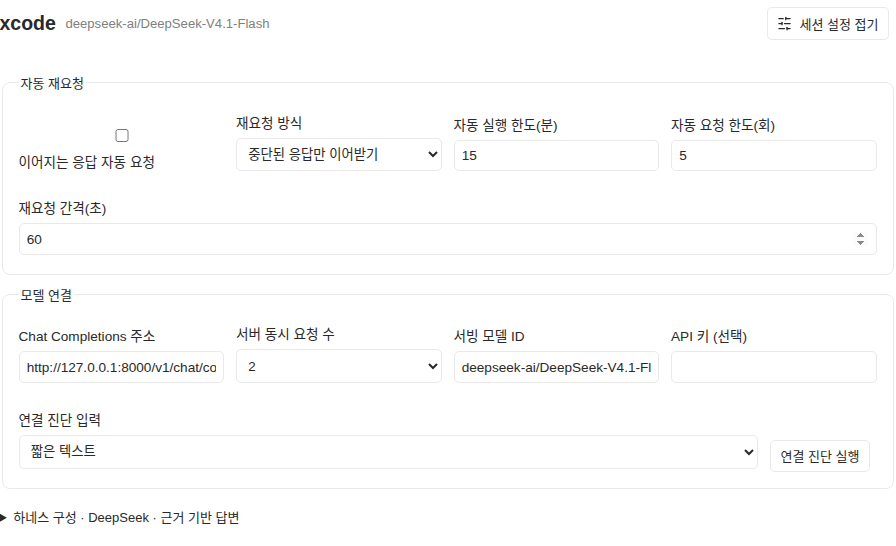 xcode deepseek-ai/DeepSeek-V4.1-Flash 세션 설정 접기
자동 재요청
이어지는 응답 자동 요청
재요청 방식
중단된 응답만 이어받기
자동 실행 한도(분)
15
자동 요청 한도(회)
5
재요청 간격(초)
60
모델 연결
Chat Completions 주소
http://127.0.0.1:8000/v1/chat/co
서버 동시 요청 수
2
서빙 모델 ID
deepseek-ai/DeepSeek-V4.1-Fl
API 키 (선택)
연결 진단 입력
짧은 텍스트
연결 진단 실행
하네스 구성 · DeepSeek · 근거 기반 답변